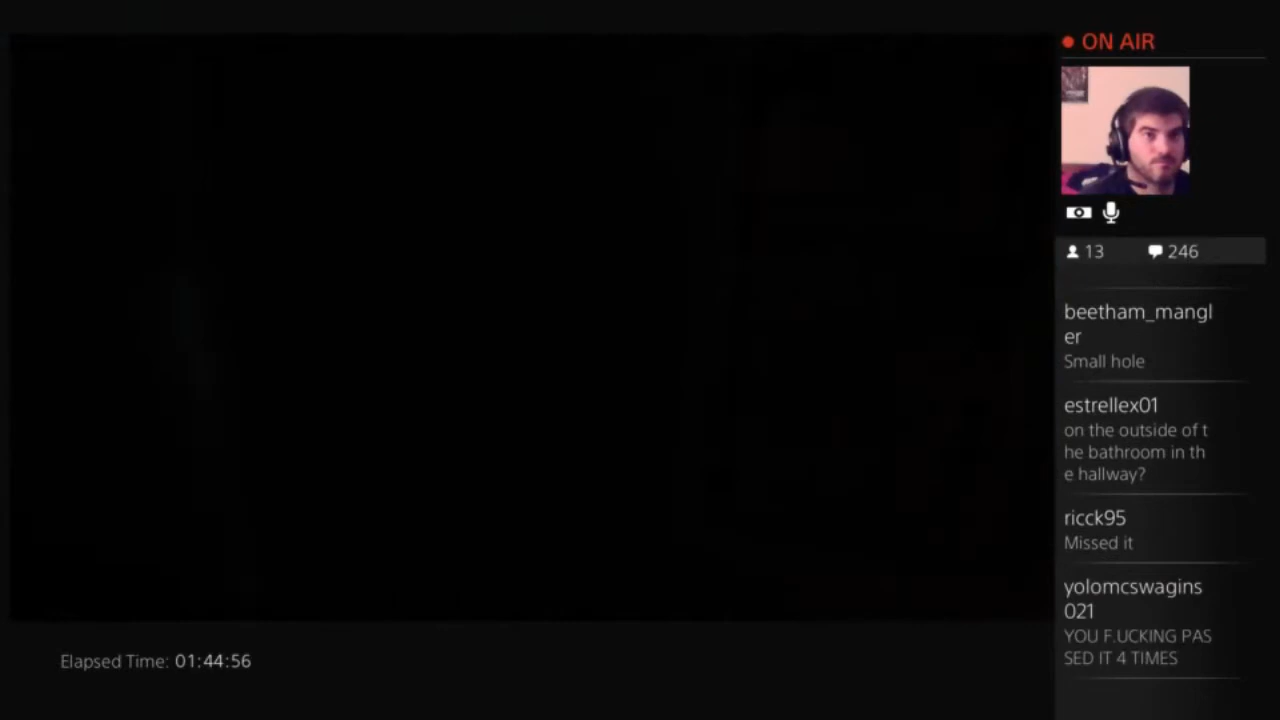 ON AIR
13 246
beetham_mangl
er
Small hole
estrellex01
on the outside of t
he bathroom in th
e hallway?
ricck95
Missed it
yolomcswagins
021
YOU F.UCKING PAS
SED IT 4 TIMES
Elapsed Time: 01:44:56